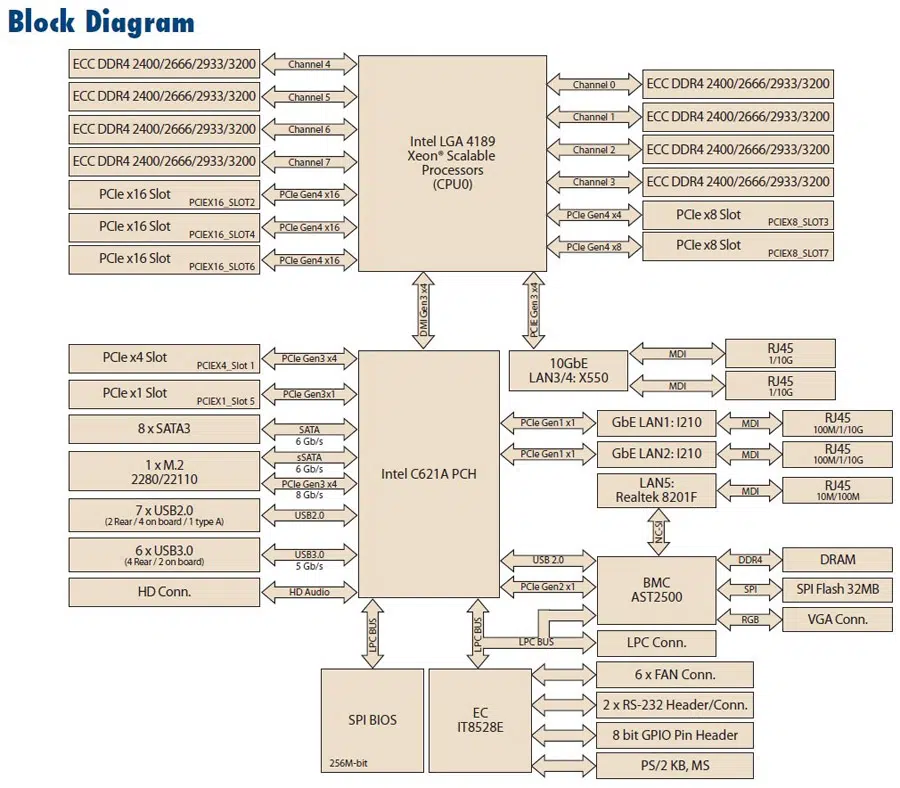 Block Diagram
ECC DDR4 2400/2666/2933/3200
Channel 4
ECC DDR4 2400/2666/2933/3200
Channel 5
ECC DDR4 2400/2666/2933/3200
Channel 6
ECC DDR4 2400/2666/2933/3200
Channel 7
PCIe x16 Slot
PCIEX16_SLOT2
PCIe Gen4 x16
PCIe x16 Slot
PCIEX16_SLOT4
PCIe Gen4 x16
PCIe x16 Slot
PCIEX16_SLOT6
PCIe Gen4 x16
Intel LGA 4189
Xeon® Scalable
Processors
(CPU0)
Channel 0
ECC DDR4 2400/2666/2933/3200
Channel 1
ECC DDR4 2400/2666/2933/3200
Channel 2
ECC DDR4 2400/2666/2933/3200
Channel 3
ECC DDR4 2400/2666/2933/3200
PCIe Gen4 x4
PCIe x8 Slot
PCIEX8_SLOT3
PCIe Gen4 x8
PCIe x8 Slot
PCIEX8_SLOT7
DMI Gen3 x4
PCIE Gen3 x4
PCIe x4 Slot
PCIEX4_Slot 1
PCIe Gen3 x4
PCIe x1 Slot
PCIEX1_Slot 5
PCIe Gen3x1
8 x SATA3
SATA
6 Gb/s
1 x M.2
2280/22110
sSATA
6 Gb/s
PCIe Gen3 x4
8 Gb/s
7 x USB2.0
(2 Rear / 4 on board / 1 type A)
USB2.0
6 x USB3.0
(4 Rear / 2 on board)
USB3.0
5 Gb/s
HD Conn.
HD Audio
Intel C621A PCH
10GbE
LAN3/4: X550
MDI
RJ45
1/10G
MDI
RJ45
1/10G
PCIe Gen1 x1
GbE LAN1: I210
MDI
RJ45
100M/1/10G
PCIe Gen1 x1
GbE LAN2: I210
MDI
RJ45
100M/1/10G
LAN5:
Realtek 8201F
MDI
RJ45
10M/100M
NC-SI
USB 2.0
PCIe Gen2 x1
BMC
AST2500
DDR4
DRAM
SPI
SPI Flash 32MB
RGB
VGA Conn.
LPC BUS
LPC BUS
LPC BUS
LPC Conn.
SPI BIOS
256M-bit
EC
IT8528E
6 x FAN Conn.
2 x RS-232 Header/Conn.
8 bit GPIO Pin Header
PS/2 KB, MS